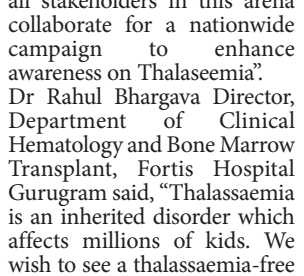 all stakeholders in this arena
collaborate for a nationwide
campaign to enhance
awareness on Thalaseemia”.
Dr Rahul Bhargava Director,
Department of Clinical
Hematology and Bone Marrow
Transplant, Fortis Hospital
Gurugram said, “Thalassaemia
is an inherited disorder which
affects millions of kids. We
wish to see a thalassaemia-free